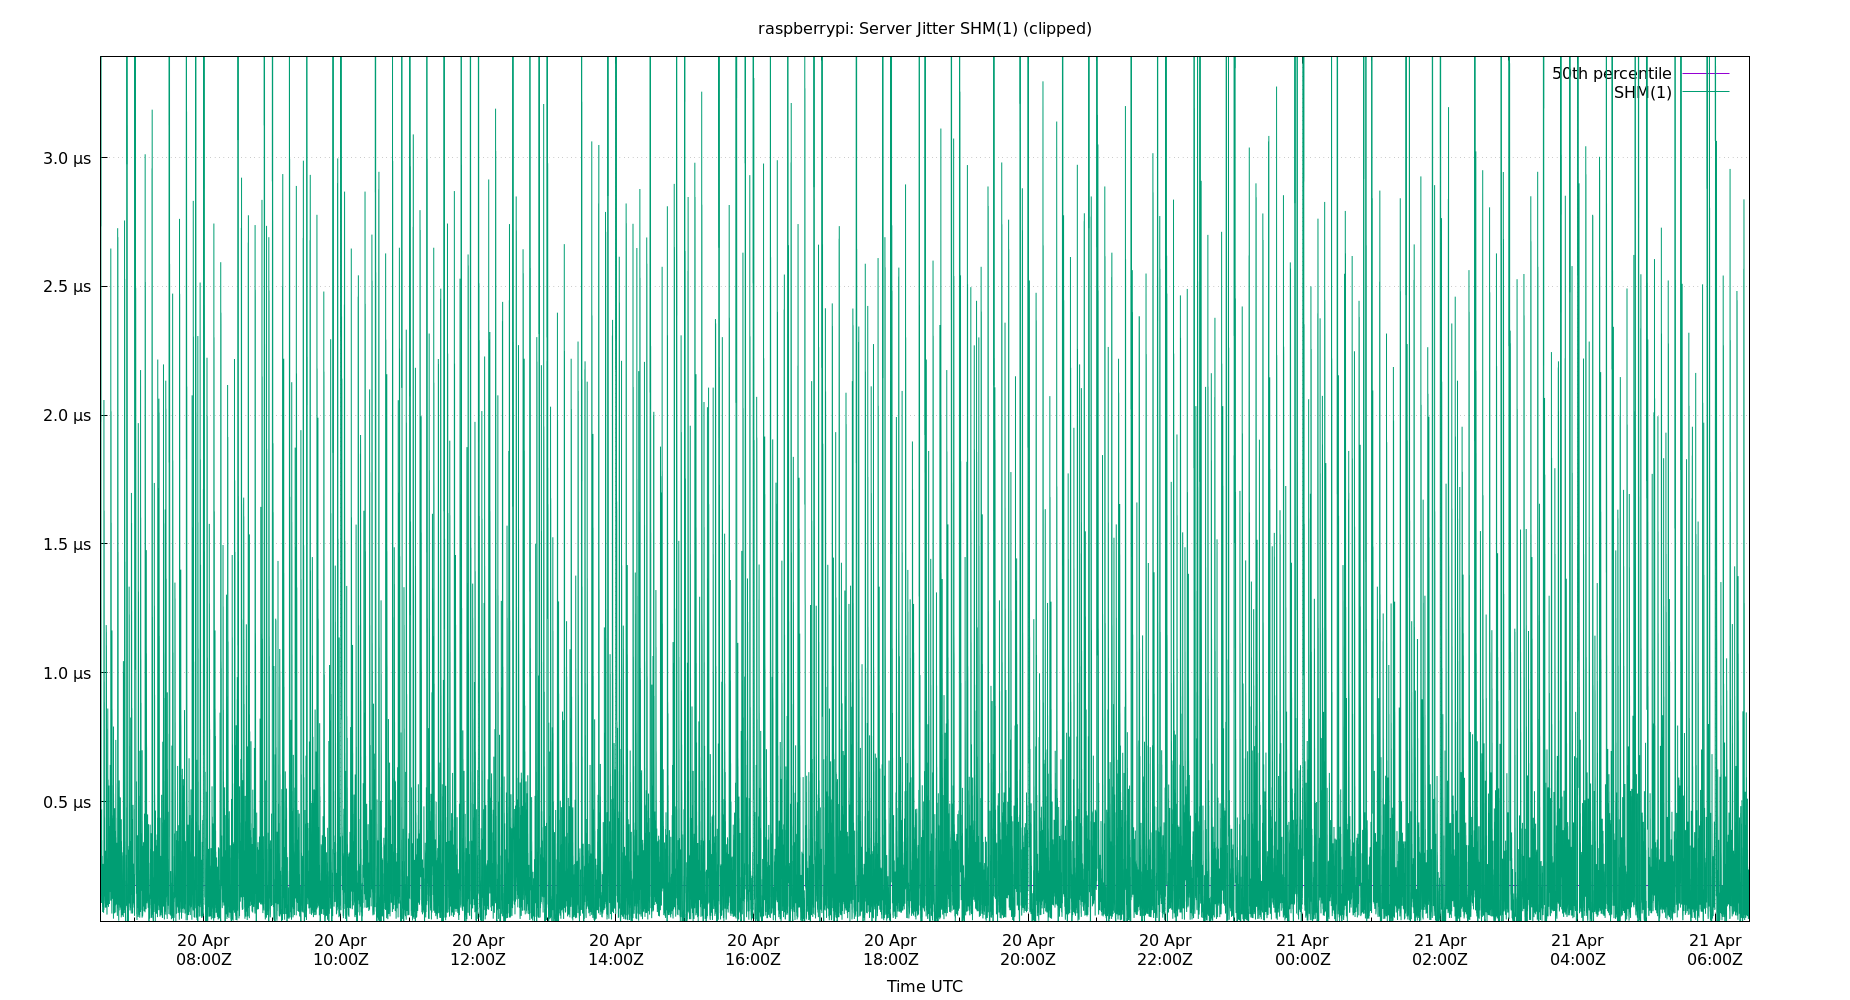 raspberrypi: Server Jitter SHM(1) (clipped)
50th percentile
SHM(1)
3.0 µs
2.5 µs
2.0 µs
1.5 µs
1.0 µs
0.5 µs
20 Apr 20 Apr 20 Apr 20 Apr 20 Apr 20 Apr 20 Apr 20 Apr 21 Apr 21 Apr 21 Apr 21 Apr
08:00Z 10:00Z 12:00Z 14:00Z 16:00Z 18:00Z 20:00Z 22:00Z 00:00Z 02:00Z 04:00Z 06:00Z
Time UTC